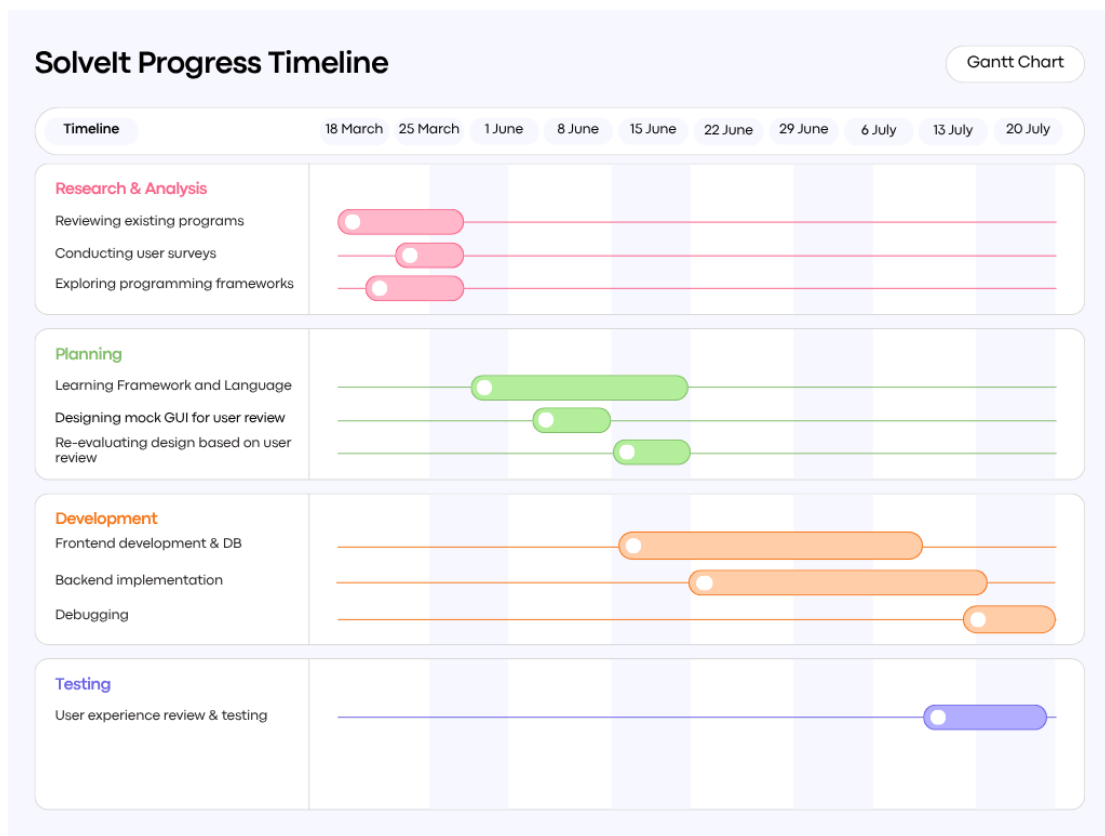 SolveIt Progress Timeline
Gantt Chart
Timeline 18 March 25 March 1 June 8 June 15 June 22 June 29 June 6 July 13 July 20 July
Research & Analysis
Reviewing existing programs
Conducting user surveys
Exploring programming frameworks
Planning
Learning Framework and Language
Designing mock GUI for user review
Re-evaluating design based on user
review
Development
Frontend development & DB
Backend implementation
Debugging
Testing
User experience review & testing